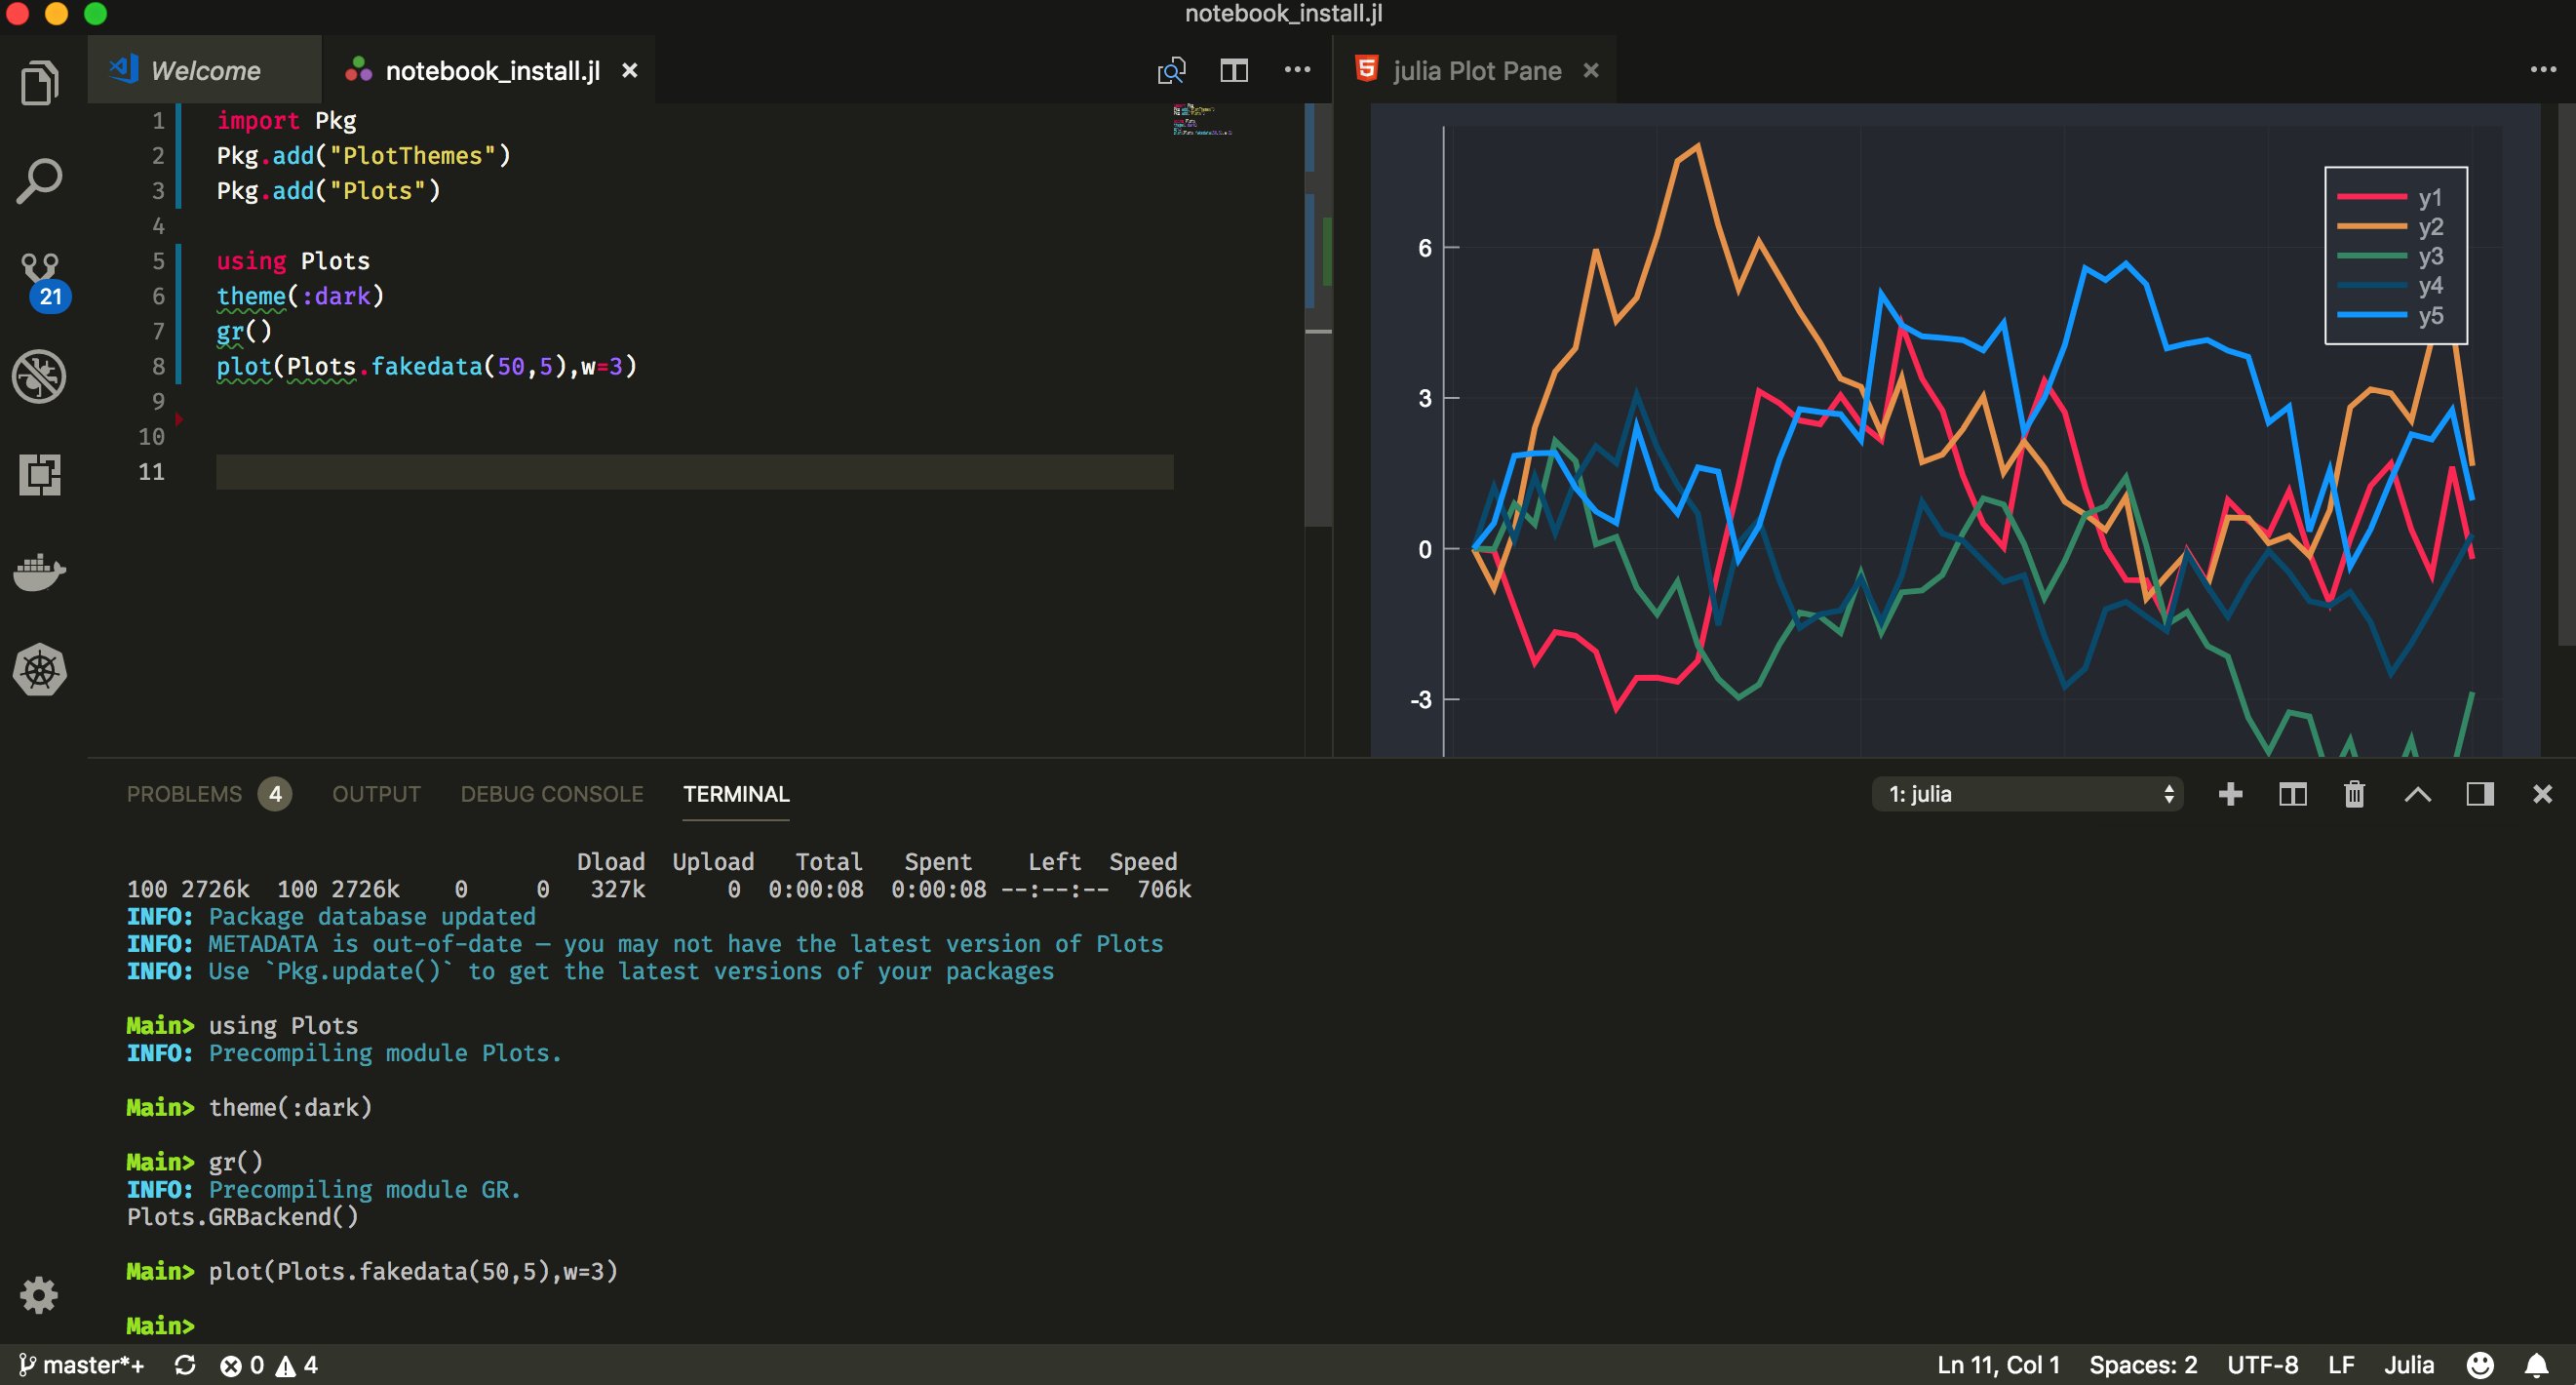 notebook_install.jl
Welcome
notebook_install.jl
julia Plot Pane
1 import Pkg
2 Pkg.add("PlotThemes")
3 Pkg.add("Plots")
4
5 using Plots
6 theme(:dark)
7 gr()
8 plot(Plots.fakedata(50,5),w=3)
9
10
11
21
6
3
0
-3
y1
y2
y3
y4
y5
PROBLEMS 4 OUTPUT DEBUG CONSOLE TERMINAL 1: julia
Dload Upload Total Spent Left Speed
100 2726k 100 2726k 0 0 327k 0 0:00:08 0:00:08 --:--:-- 706k
INFO: Package database updated
INFO: METADATA is out-of-date — you may not have the latest version of Plots
INFO: Use `Pkg.update()` to get the latest versions of your packages
Main> using Plots
INFO: Precompiling module Plots.
Main> theme(:dark)
Main> gr()
INFO: Precompiling module GR.
Plots.GRBackend()
Main> plot(Plots.fakedata(50,5),w=3)
Main>
master*+ 0 4 Ln 11, Col 1 Spaces: 2 UTF-8 LF Julia